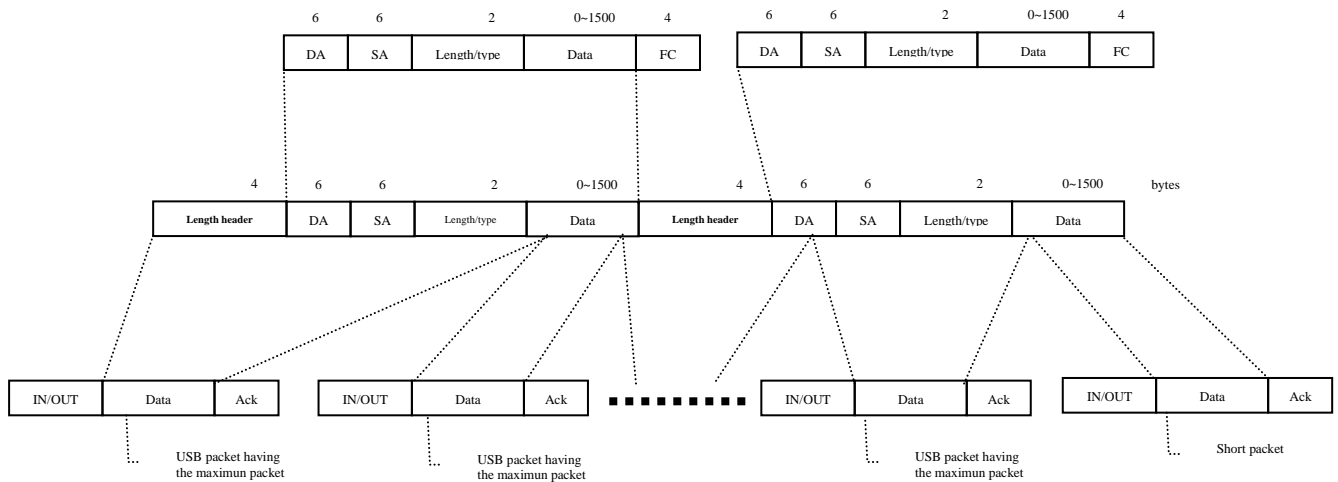 6 6 2 0~1500 4
6 6 2 0~1500 4
DA SA Length/type Data FC
DA SA Length/type Data FC
4 6 6 2 0~1500 4 6 6 2 0~1500 bytes
Length header DA SA Length/type Data Length header DA SA Length/type Data
IN/OUT Data Ack
IN/OUT Data Ack
IN/OUT Data Ack
IN/OUT Data Ack
USB packet having
the maximun packet
USB packet having
the maximun packet
USB packet having
the maximun packet
Short packet